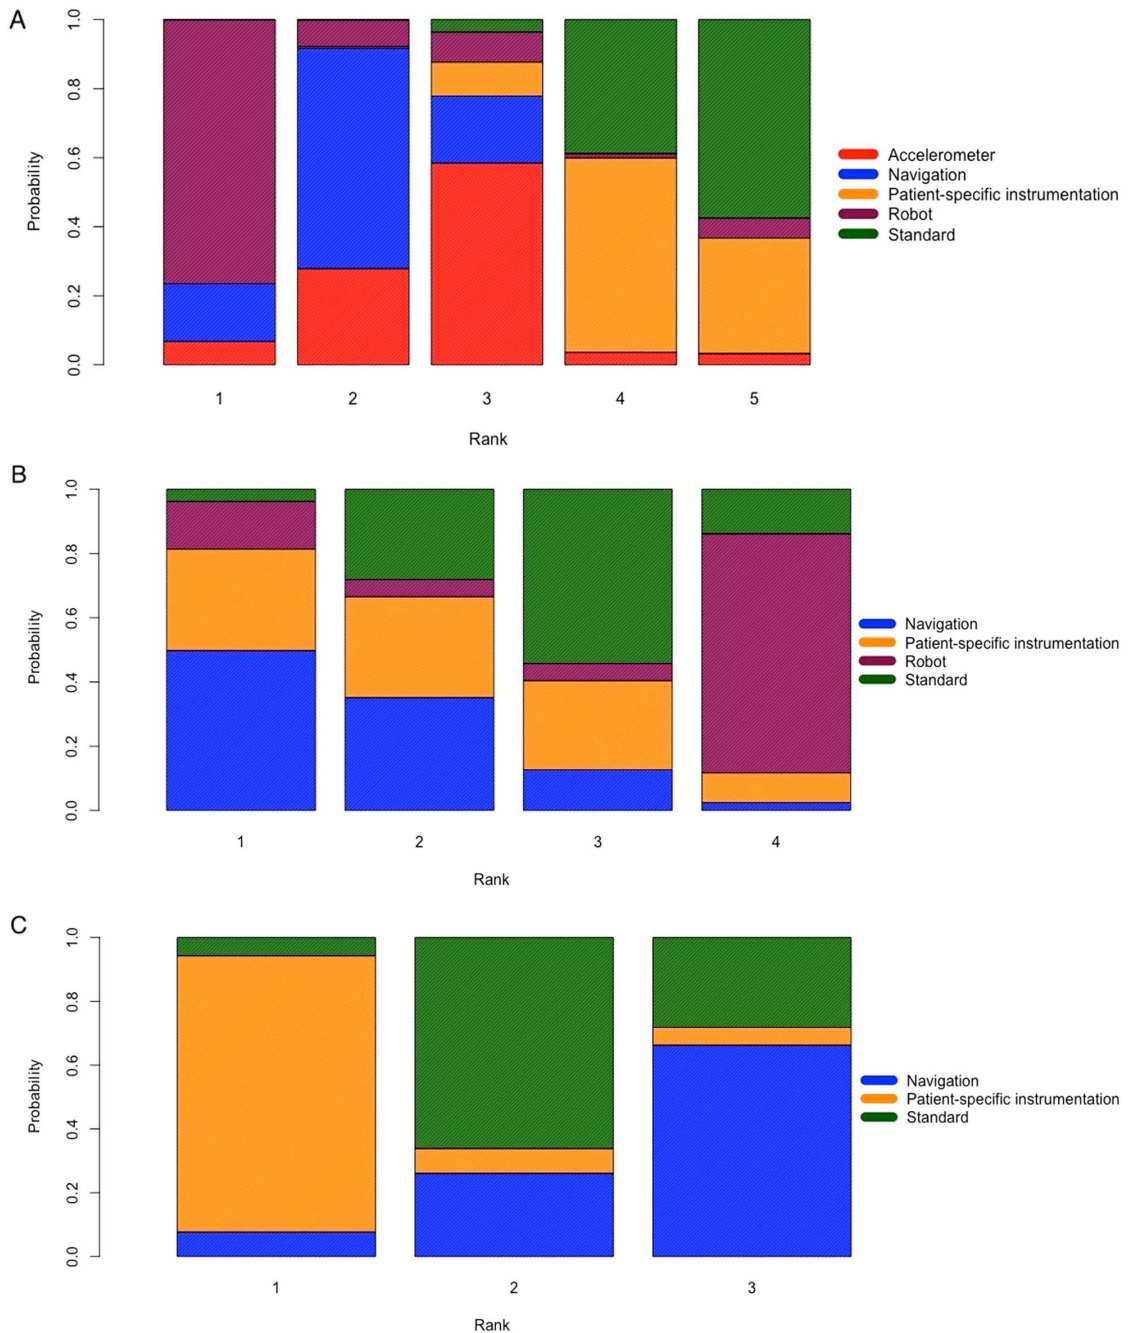 A
Probability
1.0
0.8
0.6
0.4
0.2
0.0
1 2 3 4 5
Rank
Accelerometer
Navigation
Patient-specific instrumentation
Robot
Standard
B
Probability
1.0
0.8
0.6
0.4
0.2
0.0
1 2 3 4
Rank
Navigation
Patient-specific instrumentation
Robot
Standard
C
Probability
1.0
0.8
0.6
0.4
0.2
0.0
1 2 3
Rank
Navigation
Patient-specific instrumentation
Standard